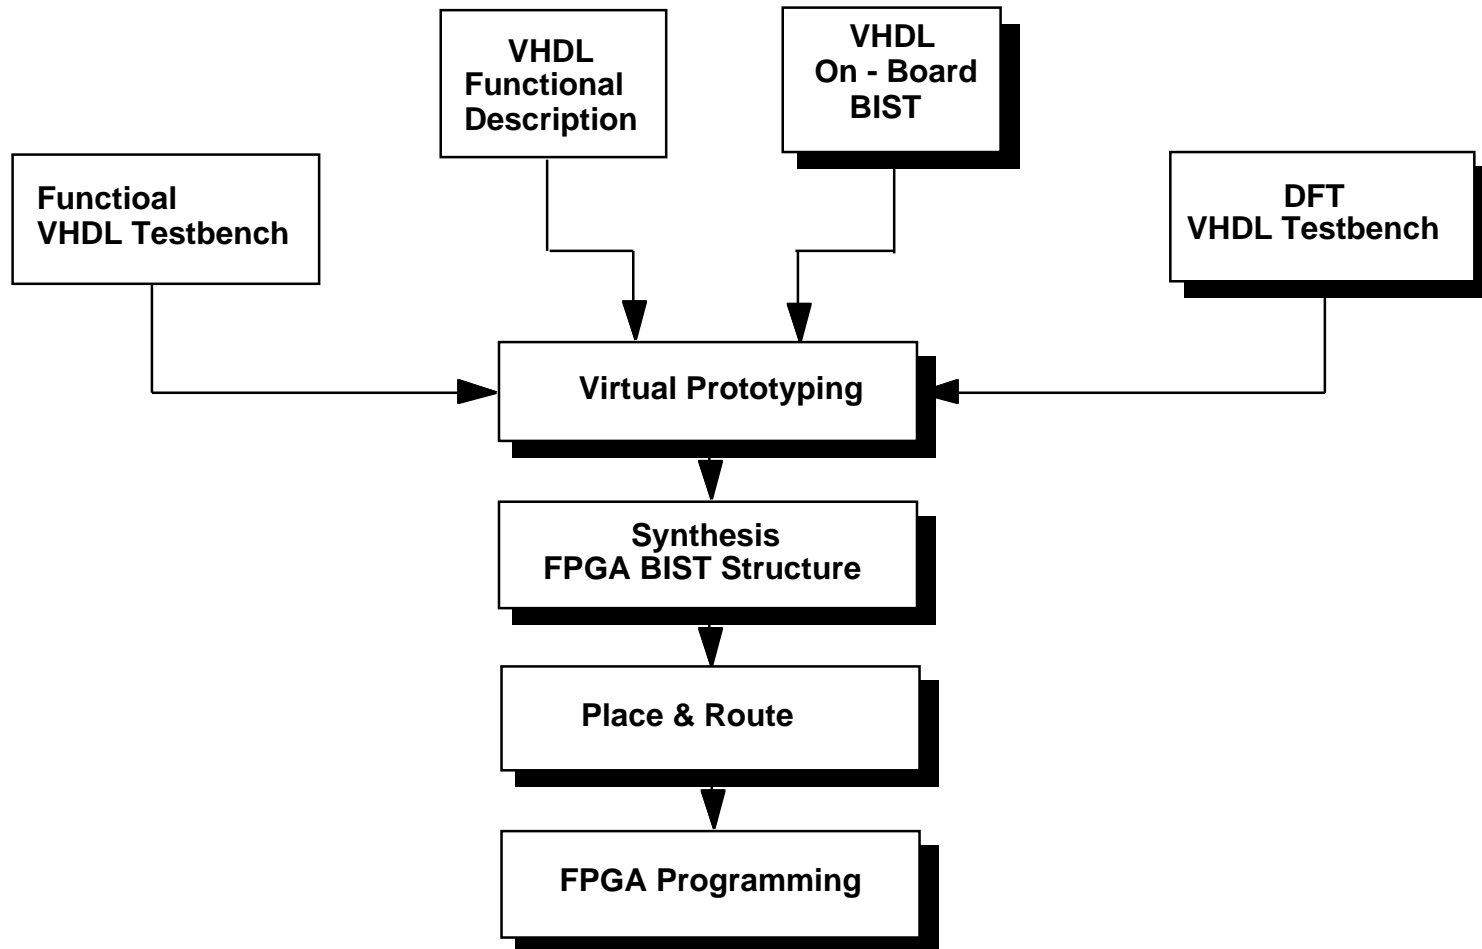 VHDL
Functional
Description
VHDL
On - Board
BIST
Functioal
VHDL Testbench
DFT
VHDL Testbench
Virtual Prototyping
Synthesis
FPGA BIST Structure
Place & Route
FPGA Programming